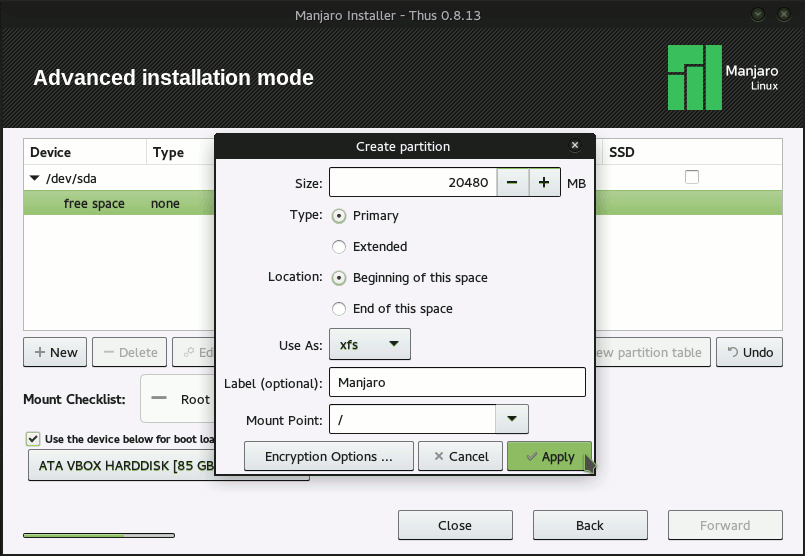 Manjaro Installer - Thus 0.8.13
Advanced installation mode
Manjaro
Linux
Device Type SSD
/dev/sda
free space none
Create partition
Size: 20480 MB
Type: Primary
Extended
Location: Beginning of this space
End of this space
Use As: xfs
Label (optional): Manjaro
Mount Point: /
Encryption Options ... Cancel Apply
New Delete partition table Undo
Mount Checklist: Root
Use the device below for boot
ATA VBOX HARDDISK [85 GB
Close Back Forward